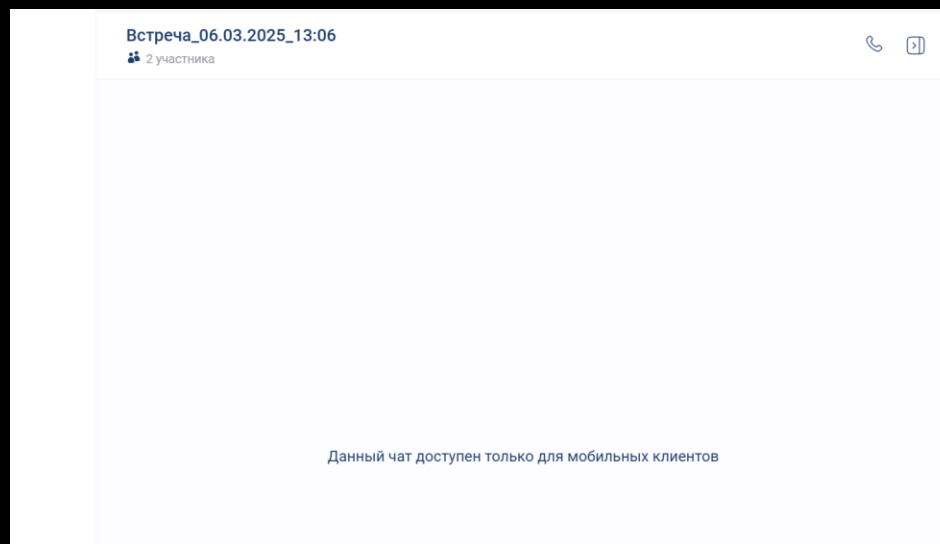 Встреча_06.03.2025_13:06
2 участника
Данный чат доступен только для мобильных клиентов